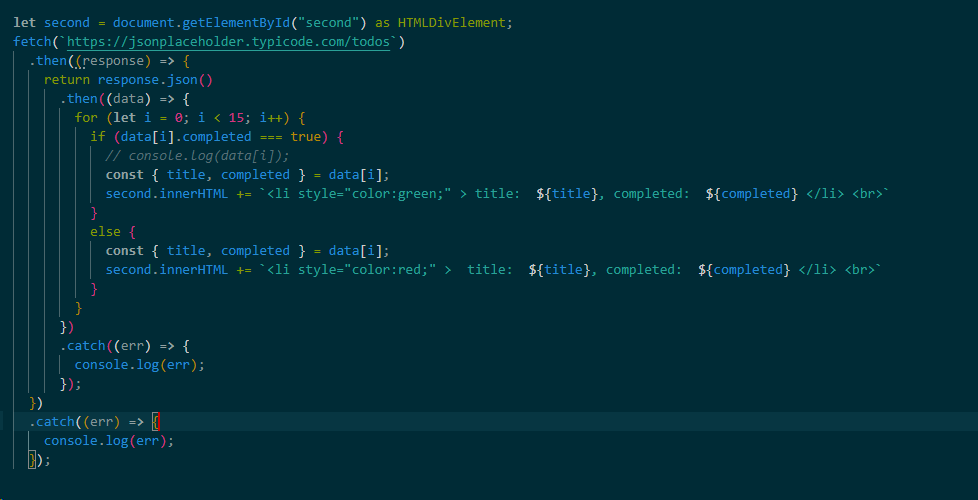 let second = document.getElementById("second") as HTMLDivElement;
fetch(`https://jsonplaceholder.typicode.com/todos`)
  .then((response) => {
    return response.json()
      .then((data) => {
        for (let i = 0; i < 15; i++) {
          if (data[i].completed === true) {
            // console.log(data[i]);
            const { title, completed } = data[i];
            second.innerHTML += `<li style="color:green;" > title:  ${title}, completed:  ${completed} </li> <br>`
          }
          else {
            const { title, completed } = data[i];
            second.innerHTML += `<li style="color:red;" >  title:  ${title}, completed:  ${completed} </li> <br>`
          }
        }
      })
      .catch((err) => {
        console.log(err);
      });
  })
  .catch((err) => {
    console.log(err);
  });